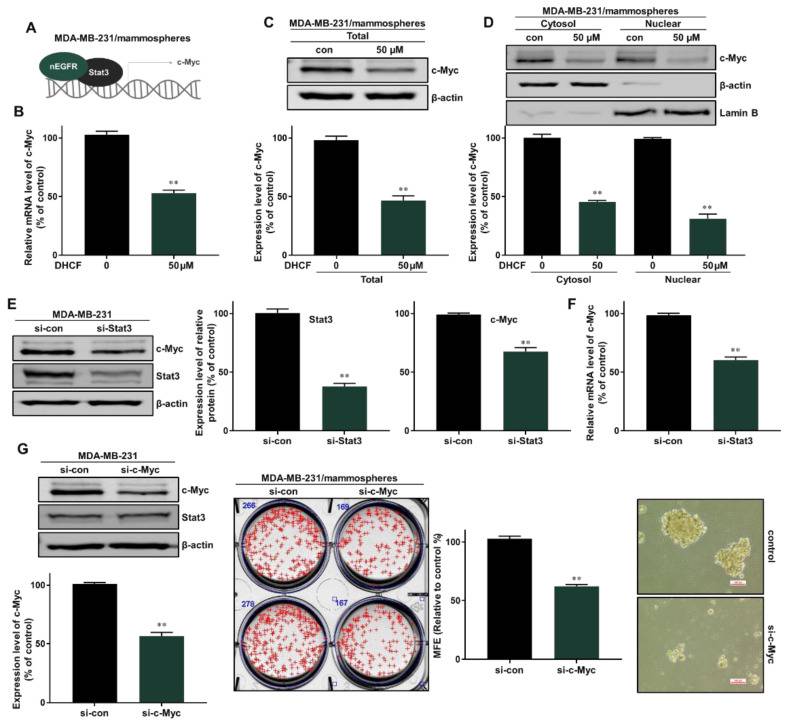 A
MDA-MB-231/mammospheres
nEGFR
Stat3
c-Myc
B
Relative mRNA level of c-Myc
(% of control)
100
50
0
**
DHCF
0
50μM
C
MDA-MB-231/mammospheres
Total
con
50 μM
c-Myc
β-actin
Expression level of c-Myc
(% of control)
100
50
0
**
DHCF
0
50μM
Total
D
MDA-MB-231/mammospheres
Cytosol
Nuclear
con
50 μM
con
50 μM
c-Myc
β-actin
Lamin B
Expression level of c-Myc
(% of control)
100
50
0
**
**
DHCF
0
50
0
50μM
Cytosol
Nuclear
E
MDA-MB-231
si-con
si-Stat3
c-Myc
Stat3
β-actin
Expression level of relative
protein (% of control)
100
50
0
Stat3
**
si-con
si-Stat3
100
50
0
c-Myc
**
si-con
si-Stat3
F
Relative mRNA level of c-Myc
(% of control)
100
50
0
**
si-con
si-Stat3
G
MDA-MB-231
si-con
si-c-Myc
c-Myc
Stat3
β-actin
Expression level of c-Myc
(% of control)
100
50
0
**
si-con
si-c-Myc
MDA-MB-231/mammospheres
si-con
si-c-Myc
266
169
278
167
MFE (Relative to control %)
100
50
0
**
si-con
si-c-Myc
control
si-c-Myc